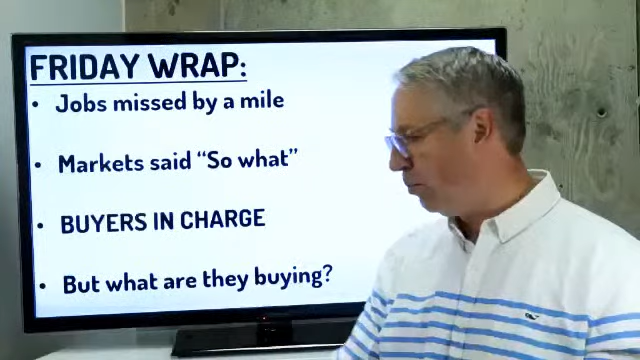 FRIDAY WRAP:
• Jobs missed by a mile
• Markets said “So what”
• BUYERS IN CHARGE
• But what are they buying?